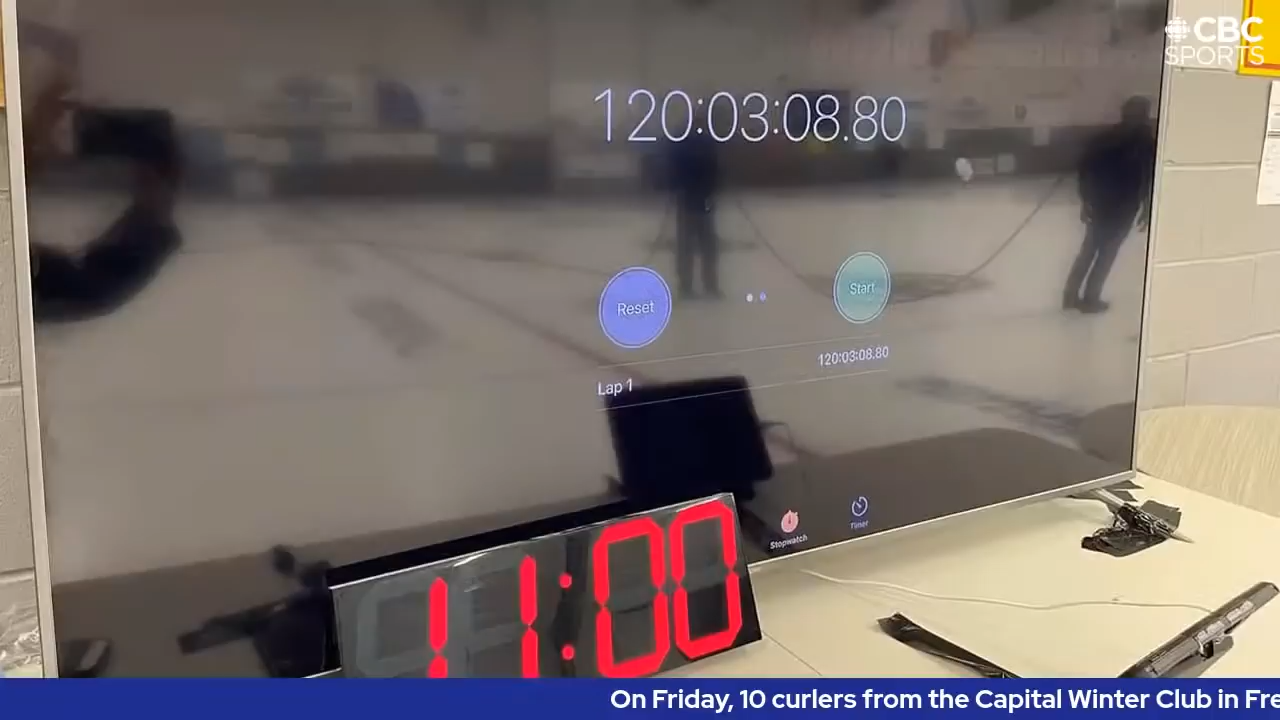 CBC
SPORTS
120:03:08.80
Reset
Start
120:03:08.80
Lap 1
Stopwatch
Timer
11:00
On Friday, 10 curlers from the Capital Winter Club in Fre